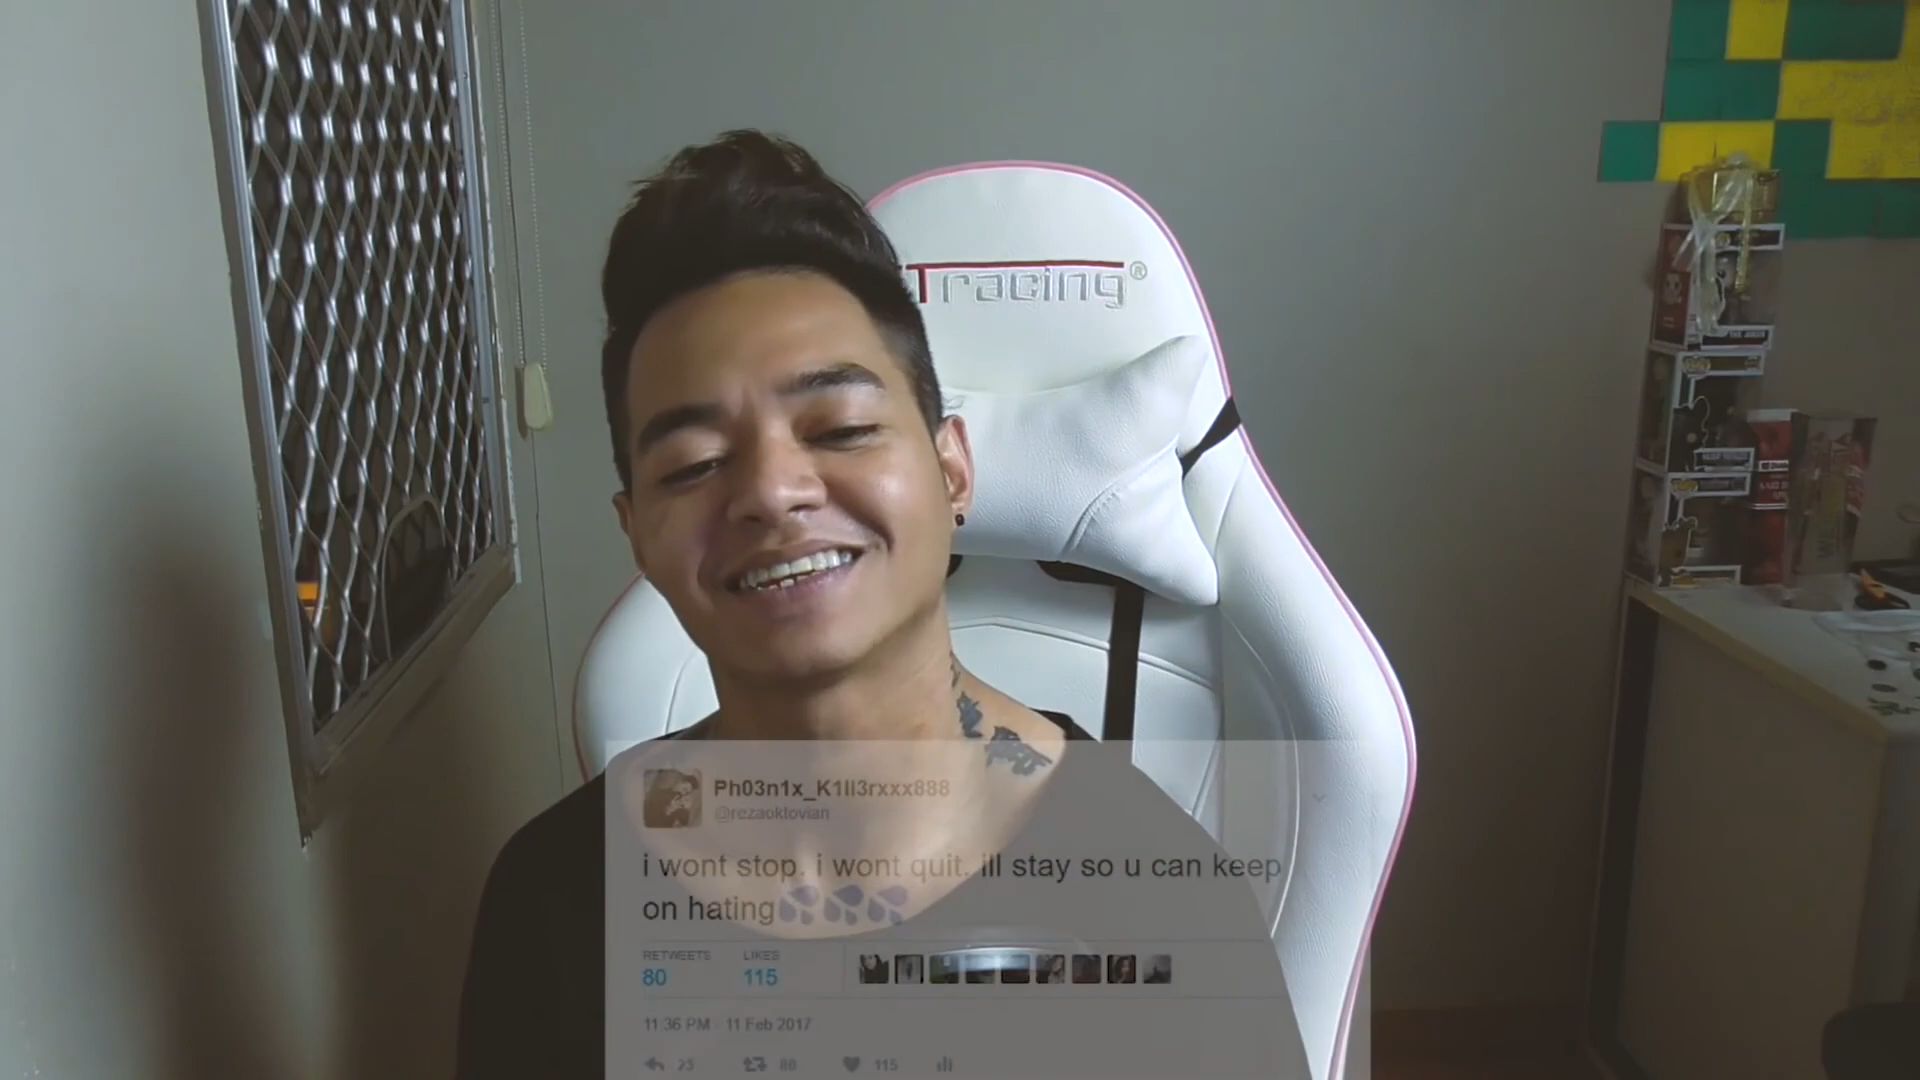 Tracing®
Ph03n1x_K1ll3rxxx888
@rezaoktovian
i wont stop. i wont quit. ill stay so u can keep
on hating💦💦💦
RETWEETS
LIKES
80
115
11:36 PM - 11 Feb 2017
23
80
115